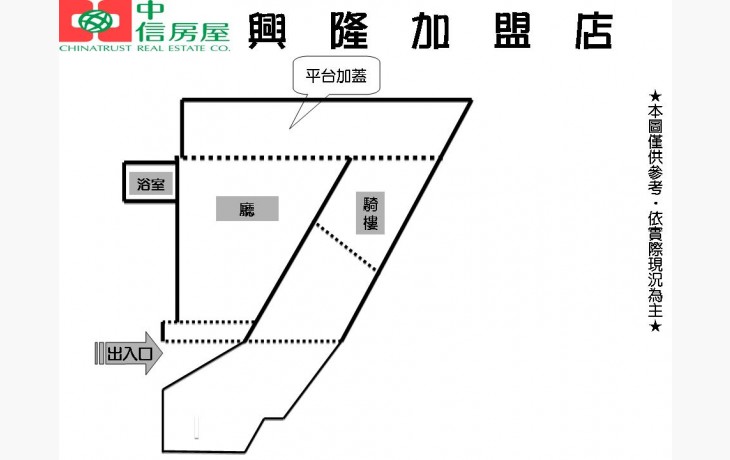 中
信房屋
CHINATRUST REAL ESTATE CO.
興隆加盟店
平台加蓋
浴室
廳
騎樓
出入口
★本圖僅供參考‧依實際現況為主★